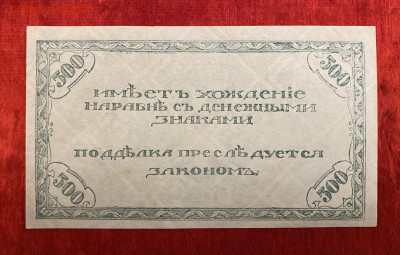 500 500
ИМѢЕТЪ ХОЖДЕНІЕ
НАРАВНѢ СЪ ДЕНЕЖНЫМИ
ЗНАКАМИ
ПОДДѢЛКА ПРЕСЛѢДУЕТСЯ
ЗАКОНОМЪ.
500 500